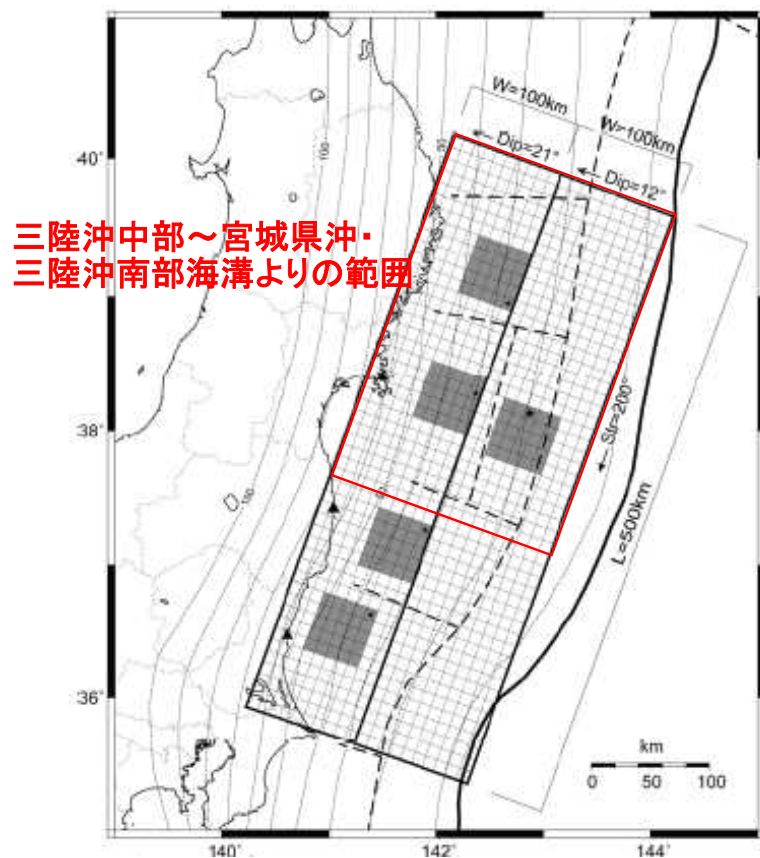 W=100km
W=100km
40˚
Dip=21°
Dip=12°
三陸沖中部～宮城県沖・
三陸沖南部海溝よりの範囲
38˚
Str=200°
L=500km
36˚
km
0 50 100
140˚ 142˚ 144˚